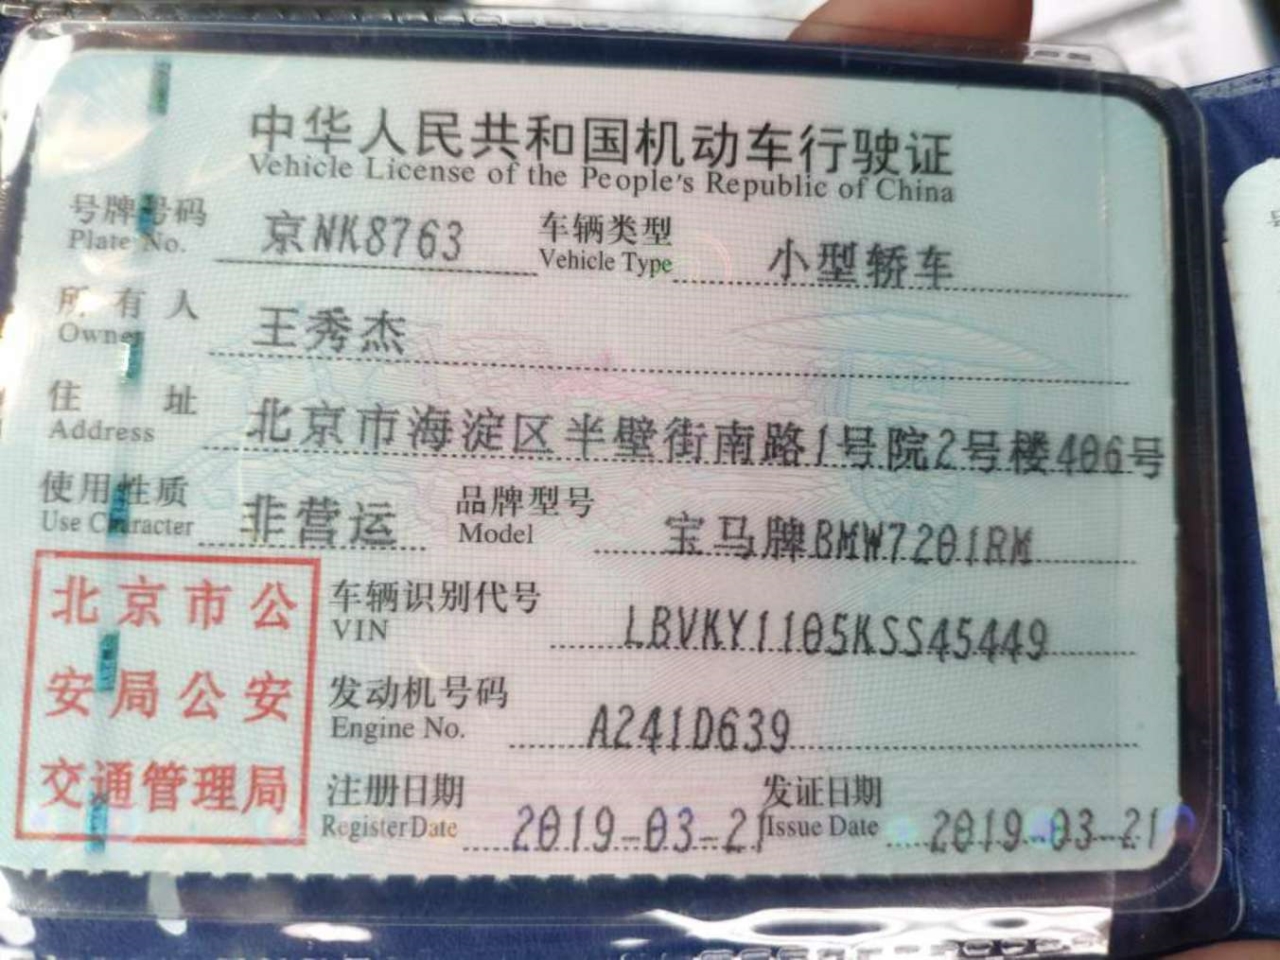 中华人民共和国机动车行驶证
Vehicle License of the People's Republic of China
号牌号码 京NK8763 车辆类型 小型轿车
Plate No. Vehicle Type
所有人 王秀杰
Owner
住址 北京市海淀区半壁街南路1号院2号楼406号
Address
使用性质 非营运 品牌型号 宝马牌BMW7201RM
Use Character Model
北京市公
安局公安
交通管理局
车辆识别代号 LBVKY1105KSS45449
VIN
发动机号码 A241D639
Engine No.
注册日期 2019-03-21 发证日期 2019-03-21
Register Date Issue Date